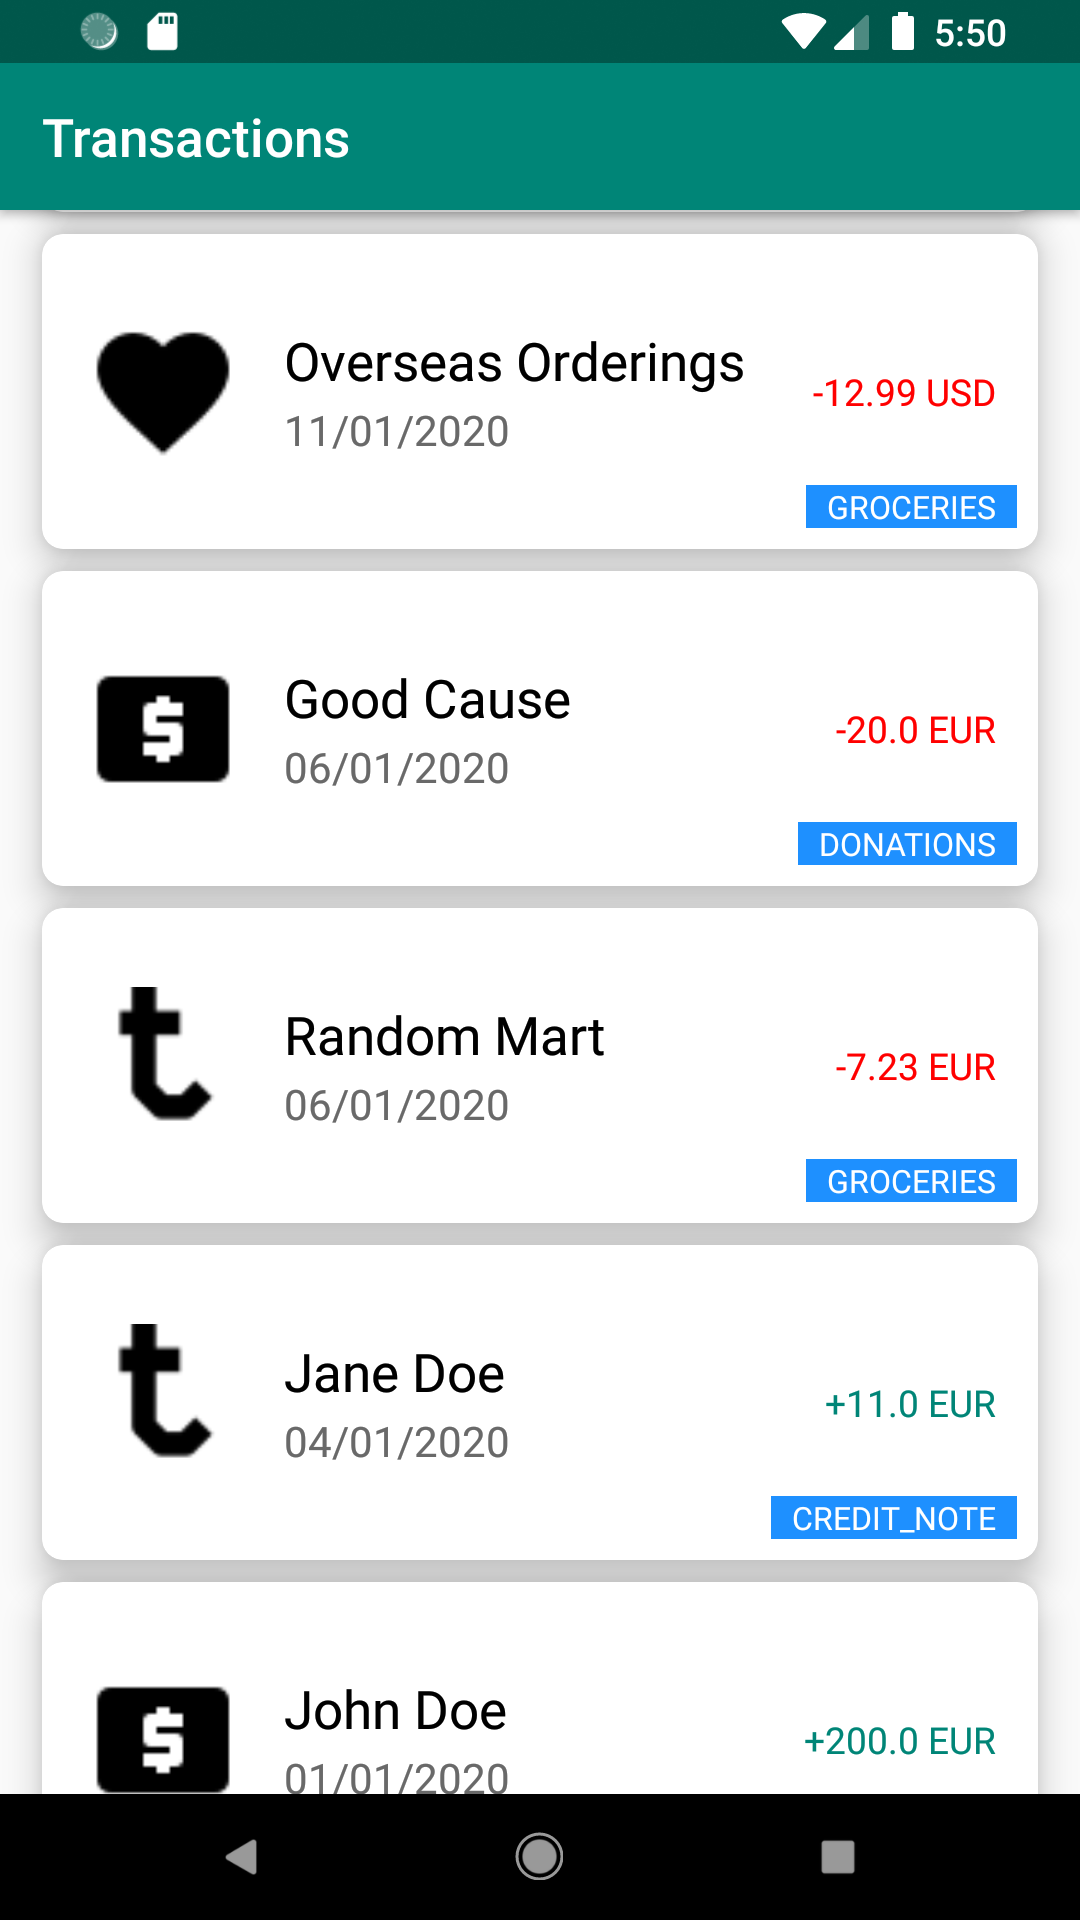 5:50
Transactions
Overseas Orderings
11/01/2020
-12.99 USD
GROCERIES
Good Cause
06/01/2020
-20.0 EUR
DONATIONS
Random Mart
06/01/2020
-7.23 EUR
GROCERIES
Jane Doe
04/01/2020
+11.0 EUR
CREDIT_NOTE
John Doe
01/01/2020
+200.0 EUR